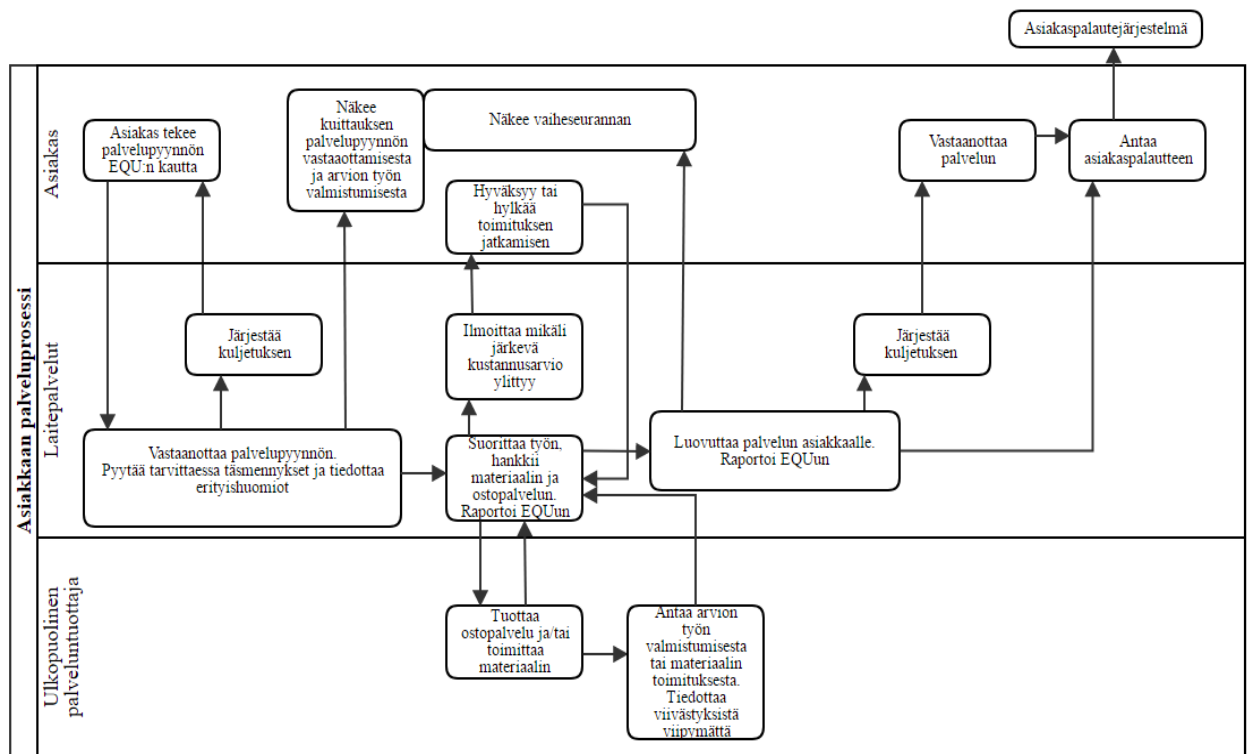 Asiakaspalautejärjestelmä
Asiakkaan palveluprosessi
Asiakas
Asiakas tekee
palvelupyynnön
EQU:n kautta
Näkee
kuittauksen
palvelupyynnön
vastaaottamisesta
ja arvion työn
valmistumisesta
Näkee vaiheseurannan
Hyväksyy tai
hylkää
toimituksen
jatkamisen
Vastaanottaa
palvelun
Antaa
asiakaspalautteen
Laitepalvelut
Järjestää
kuljetuksen
Ilmoittaa mikäli
järkevä
kustannusarvio
ylittyy
Järjestää
kuljetuksen
Vastaanottaa palvelupyynnön.
Pyytää tarvittaessa täsmennykset ja tiedottaa
erityishuomiot
Suorittaa työn,
hankkii
materiaalin ja
ostopalvelun.
Raportoi EQUun
Luovuttaa palvelun asiakkaalle.
Raportoi EQUun
Ulkopuolinen
palveluntuottaja
Tuottaa
ostopalvelu ja/tai
toimittaa
materiaalin
Antaa arvion
työn
valmistumisesta
tai materiaalin
toimituksesta.
Tiedottaa
viivästyksistä
viipymättä